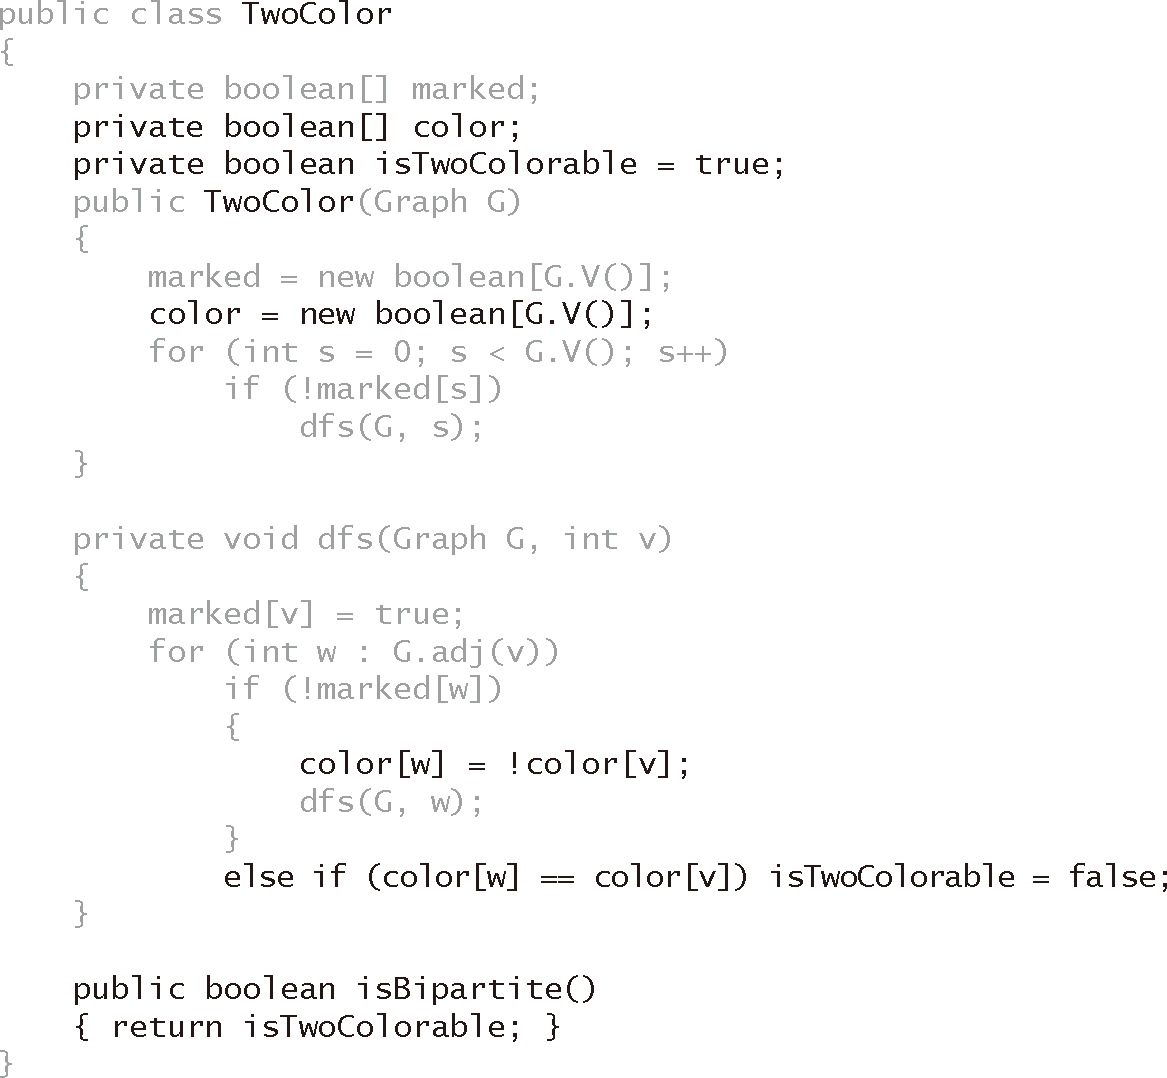 public class TwoColor
{
    private boolean[] marked;
    private boolean[] color;
    private boolean isTwoColorable = true;
    public TwoColor(Graph G)
    {
        marked = new boolean[G.V()];
        color = new boolean[G.V()];
        for (int s = 0; s < G.V(); s++)
            if (!marked[s])
                dfs(G, s);
    }

    private void dfs(Graph G, int v)
    {
        marked[v] = true;
        for (int w : G.adj(v))
            if (!marked[w])
            {
                color[w] = !color[v];
                dfs(G, w);
            }
            else if (color[w] == color[v]) isTwoColorable = false;
    }

    public boolean isBipartite()
    { return isTwoColorable; }
}